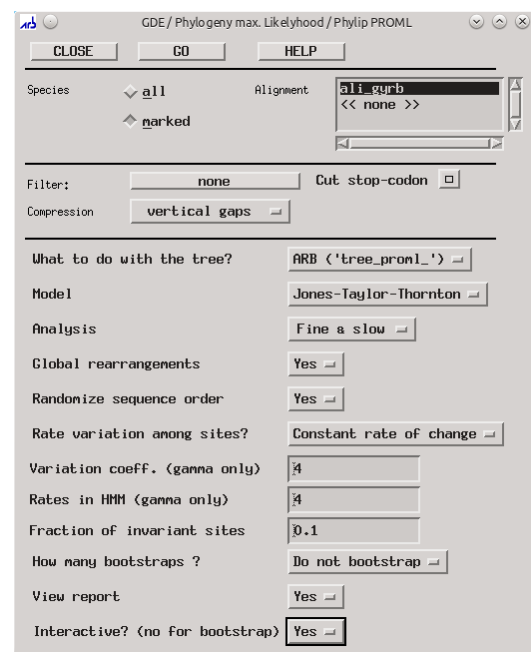 arb GDE / Phylogeny max. Likelyhood / Phylip PROML
CLOSE GO HELP
Species all Alignment ali_gyrb
<< none >>
marked
Filter: none Cut stop-codon
Compression vertical gaps
What to do with the tree? ARB ('tree_proml_')
Model Jones-Taylor-Thornton
Analysis Fine & slow
Global rearrangements Yes
Randomize sequence order Yes
Rate variation among sites? Constant rate of change
Variation coeff. (gamma only) 4
Rates in HMM (gamma only) 4
Fraction of invariant sites 0.1
How many bootstraps ? Do not bootstrap
View report Yes
Interactive? (no for bootstrap) Yes